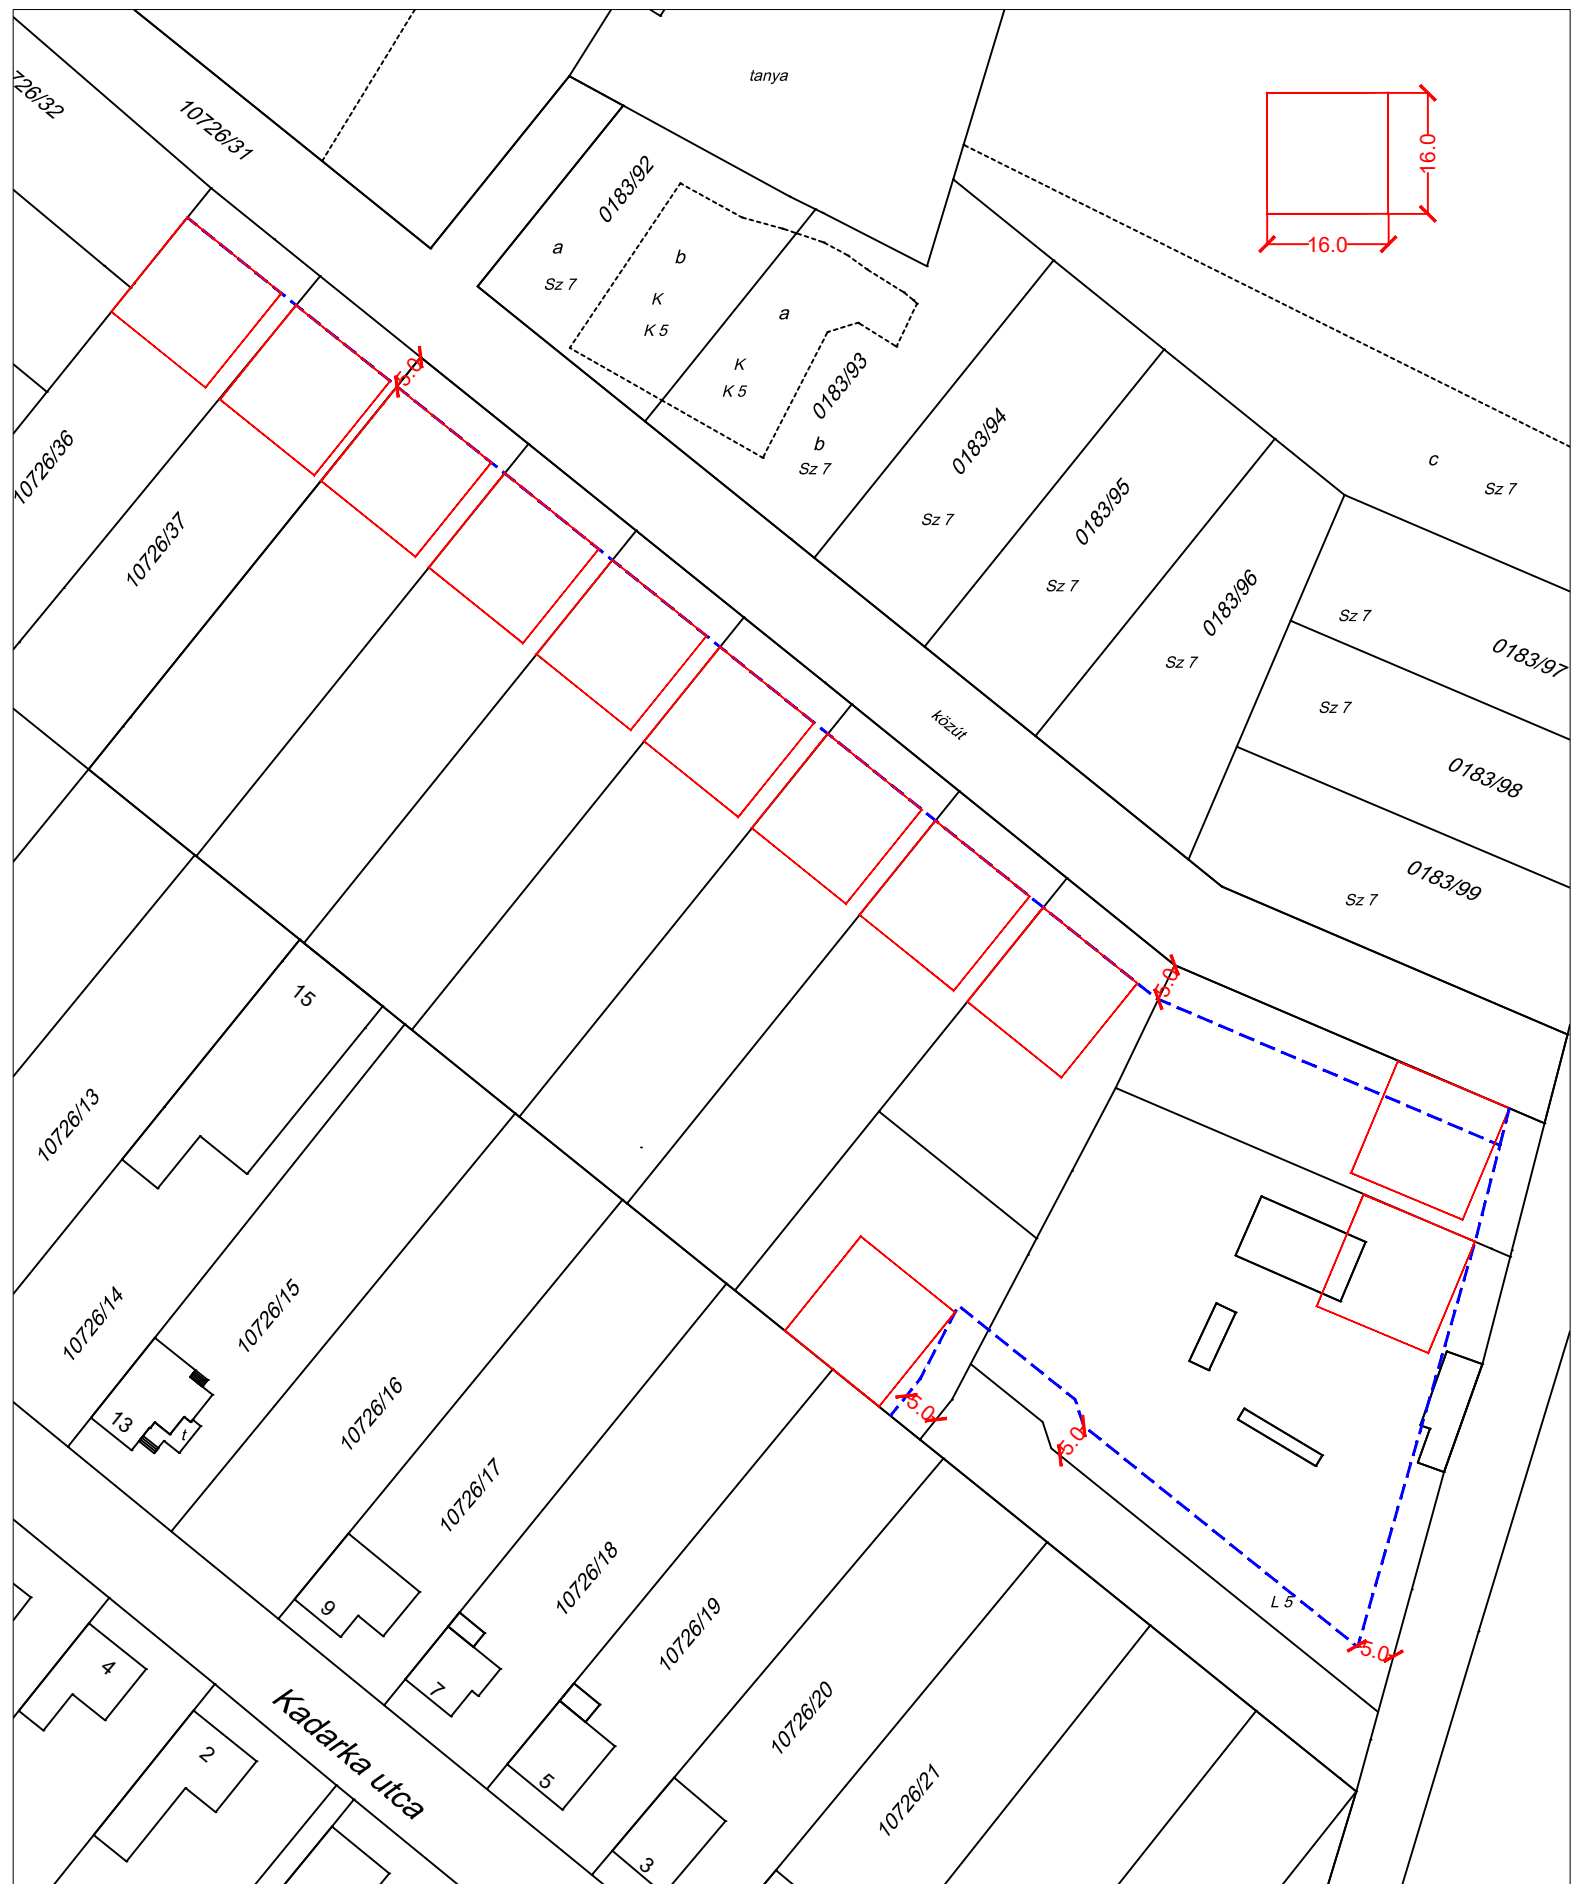 tanya
726/32
10726/31
16.0
16.0
0183/92
a
Sz 7
b
K
K 5
a
K
K 5
0183/93
b
Sz 7
0183/94
Sz 7
0183/95
Sz 7
0183/96
Sz 7
c
Sz 7
Sz 7
0183/97
Sz 7
0183/98
0183/99
Sz 7
5.0
10726/36
10726/37
közút
5.0
15
10726/13
10726/14
10726/15
13
t
10726/16
10726/17
10726/18
10726/19
10726/20
10726/21
5.0
5.0
L 5
5.0
9
7
5
3
4
2
Kadarka utca